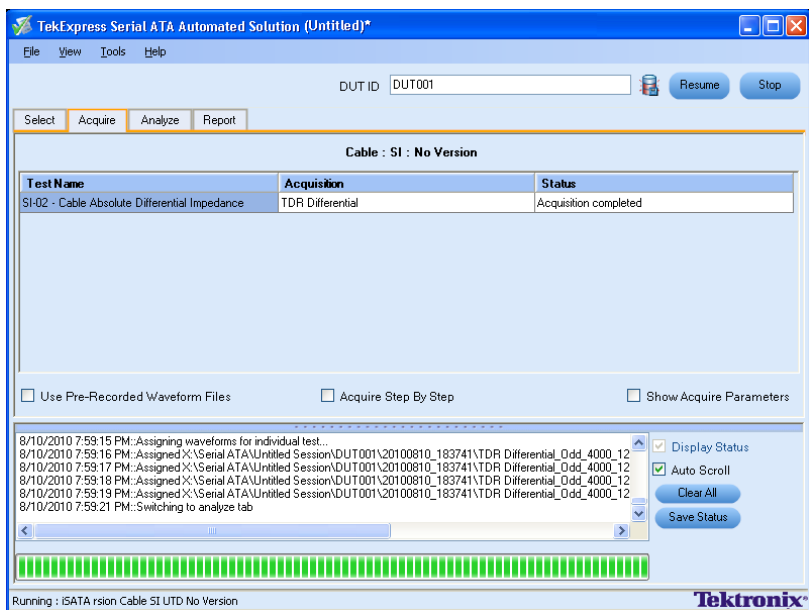 TekExpress Serial ATA Automated Solution (Untitled)*
File View Tools Help
DUT ID DUT001 Resume Stop
Select Acquire Analyze Report
Cable : SI : No Version
Test Name Acquisition Status
SI-02 - Cable Absolute Differential Impedance TDR Differential Acquisition completed
Use Pre-Recorded Waveform Files Acquire Step By Step Show Acquire Parameters
8/10/2010 7:59:15 PM::Assigning waveforms for individual test...
8/10/2010 7:59:16 PM::Assigned X:\Serial ATA\Untitled Session\DUT001\20100810_183741\TDR Differential_Odd_4000_12
8/10/2010 7:59:17 PM::Assigned X:\Serial ATA\Untitled Session\DUT001\20100810_183741\TDR Differential_Odd_4000_12
8/10/2010 7:59:18 PM::Assigned X:\Serial ATA\Untitled Session\DUT001\20100810_183741\TDR Differential_Odd_4000_12
8/10/2010 7:59:19 PM::Assigned X:\Serial ATA\Untitled Session\DUT001\20100810_183741\TDR Differential_Odd_4000_12
8/10/2010 7:59:21 PM::Switching to analyze tab
Display Status
Auto Scroll
Clear All
Save Status
Running : iSATA rsion Cable SI UTD No Version
Tektronix